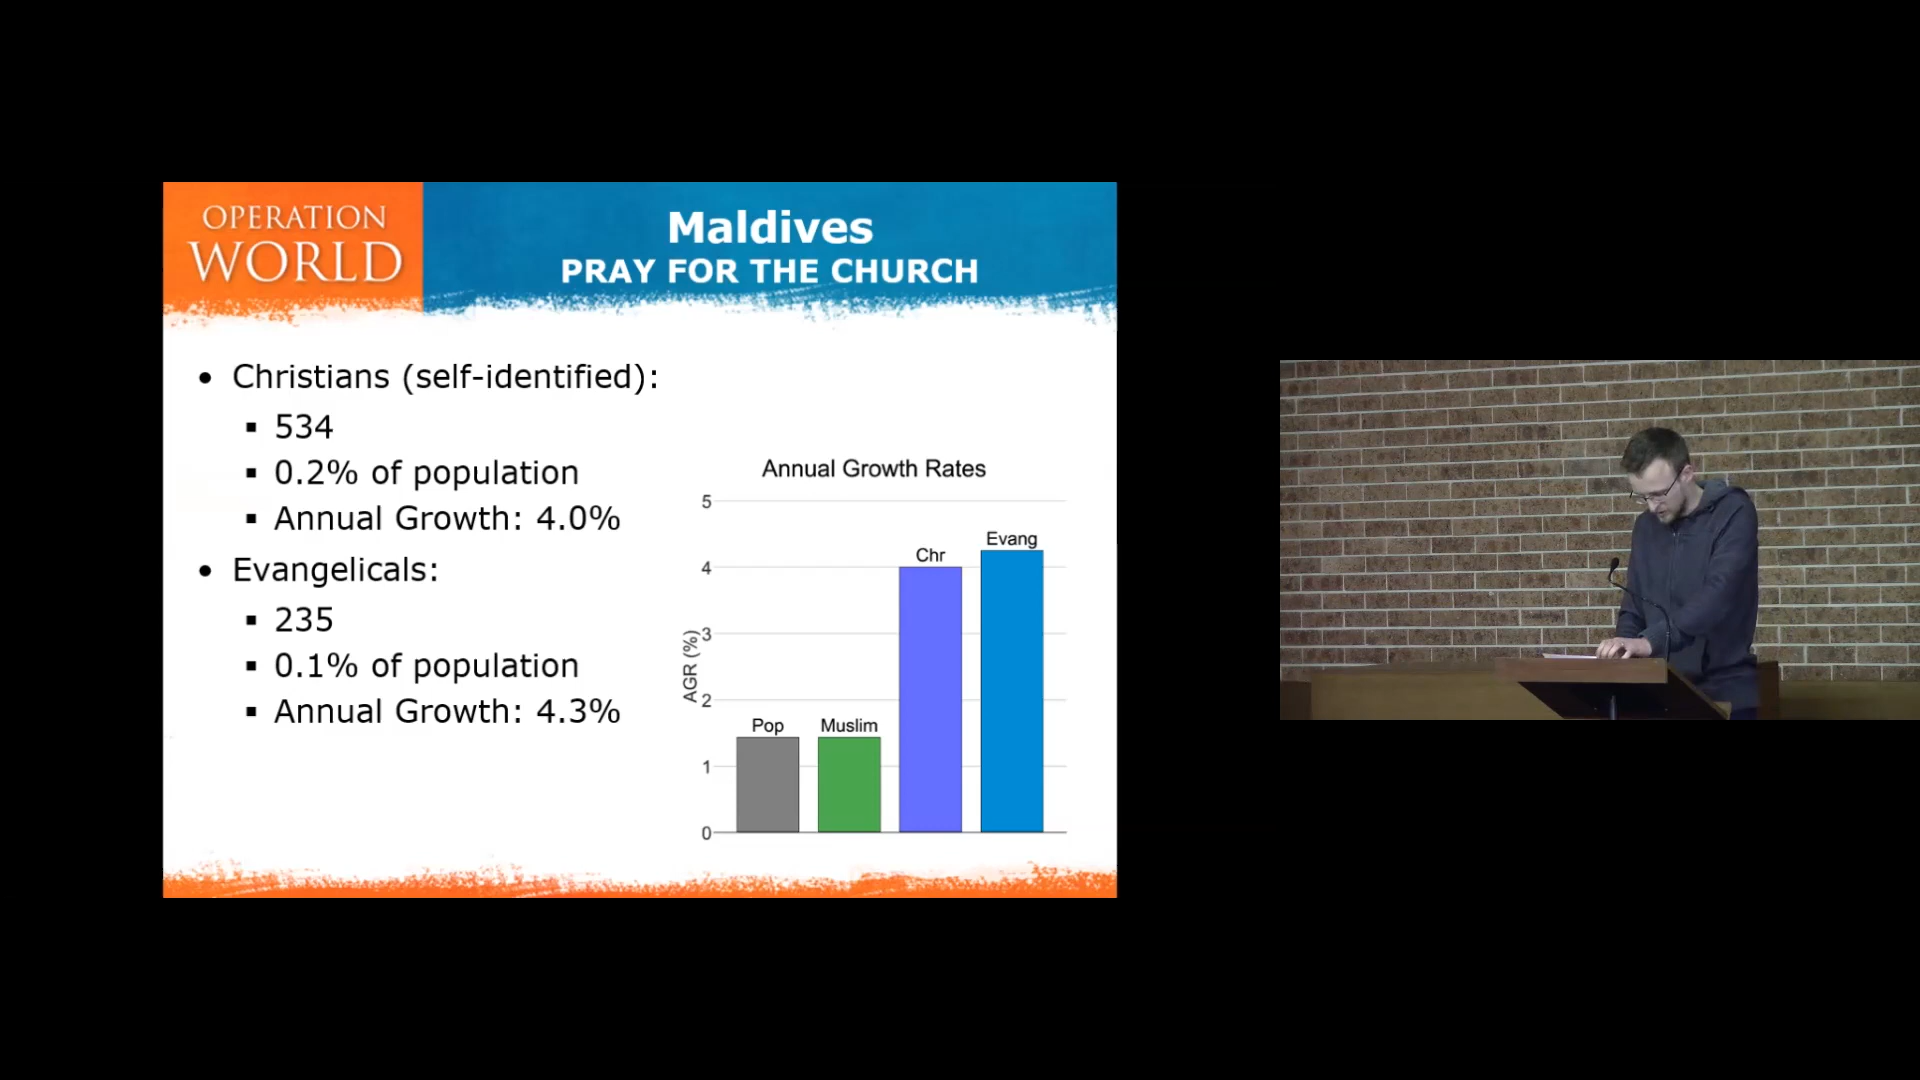 OPERATION
WORLD
Maldives
PRAY FOR THE CHURCH
• Christians (self-identified):
▪ 534
▪ 0.2% of population
▪ Annual Growth: 4.0%
• Evangelicals:
▪ 235
▪ 0.1% of population
▪ Annual Growth: 4.3%
Annual Growth Rates
AGR (%)
5
4
3
2
1
0
Pop
Muslim
Chr
Evang